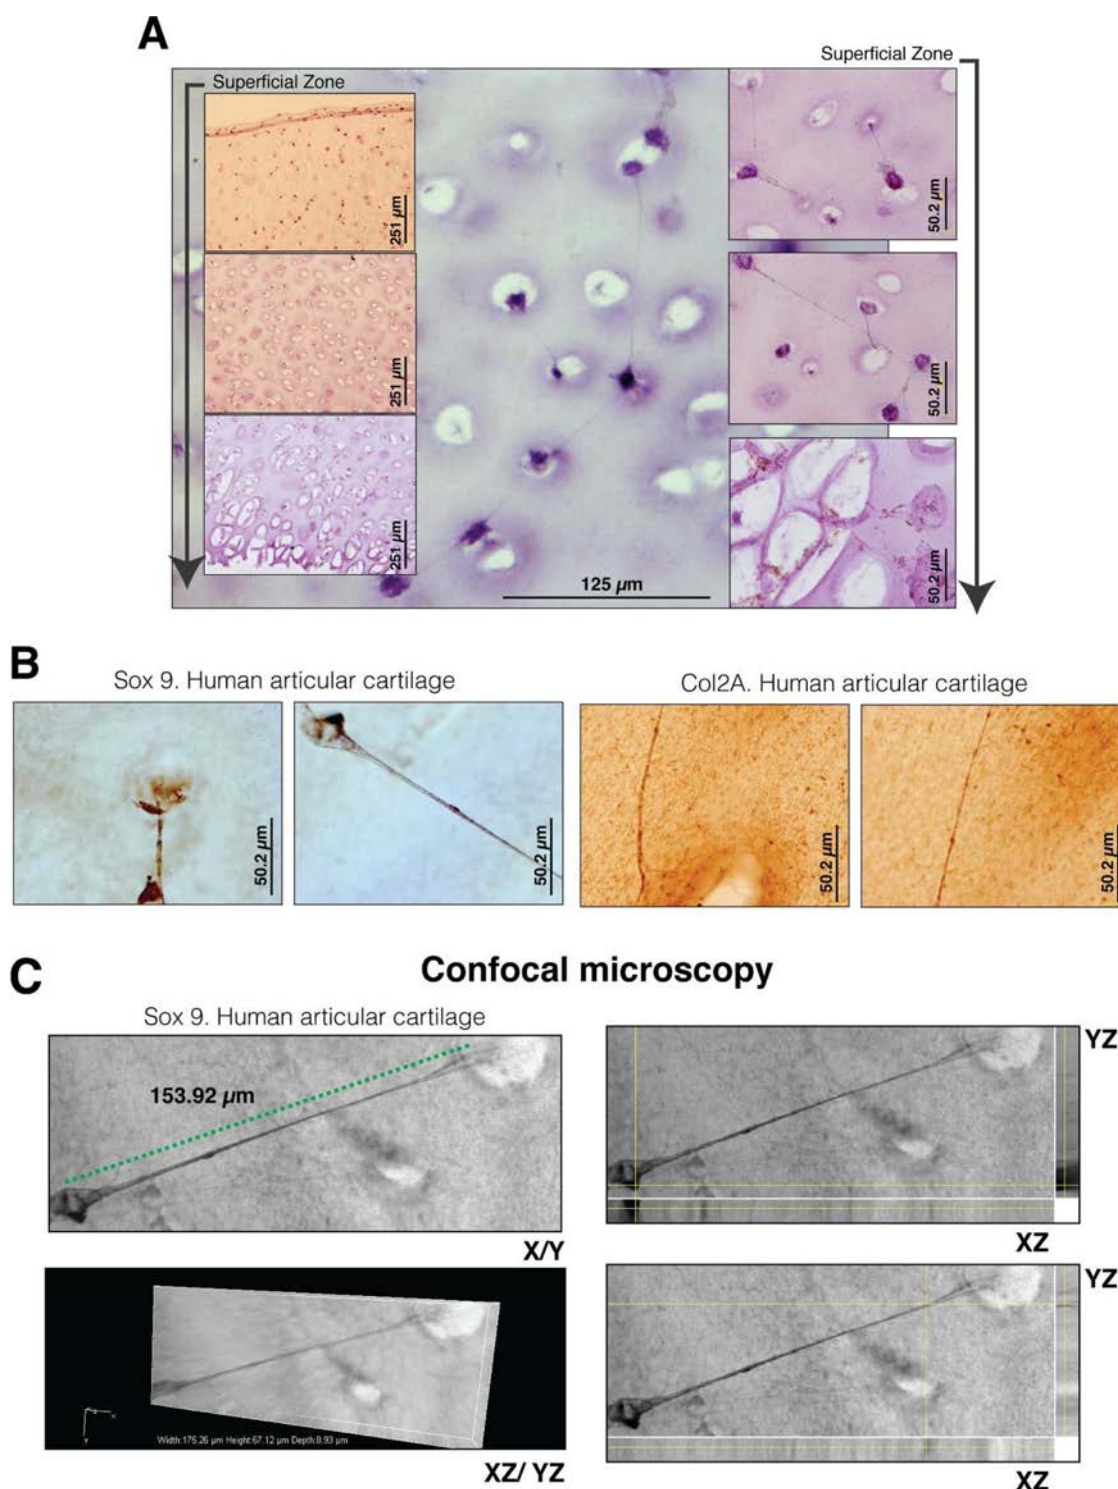 A
Superficial Zone
Superficial Zone
251 µm
251 µm
251 µm
50.2 µm
50.2 µm
50.2 µm
125 µm
B
Sox 9. Human articular cartilage
Col2A. Human articular cartilage
50.2 µm
50.2 µm
50.2 µm
50.2 µm
C
Confocal microscopy
Sox 9. Human articular cartilage
153.92 µm
X/Y
YZ
XZ
Width:175.26 µm Height:67.12 µm Depth:8.93 µm
XZ/ YZ
YZ
XZ